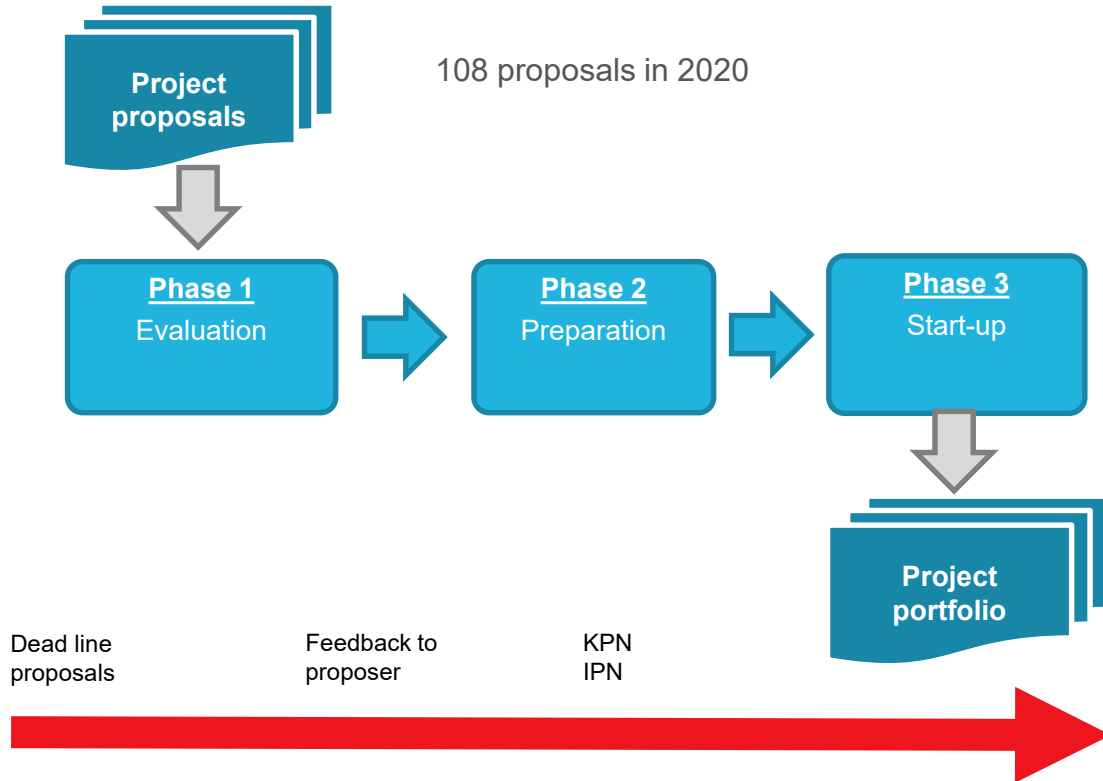 Project
proposals
108 proposals in 2020
Phase 1
Evaluation
Phase 2
Preparation
Phase 3
Start-up
Project
portfolio
Dead line
proposals
Feedback to
proposer
KPN
IPN